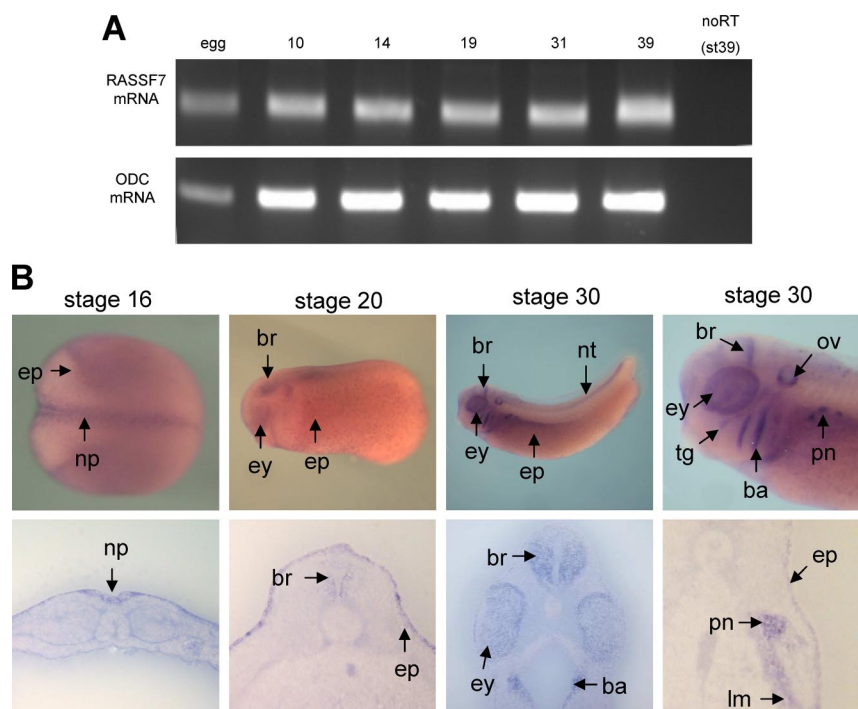 A
egg 10 14 19 31 39 noRT
(st39)
RASSF7
mRNA
ODC
mRNA
B
stage 16 stage 20 stage 30 stage 30
ep
np
br
ey
ep
br
nt
ey
ep
br
ov
ey
tg
ba
pn
np
br
ep
br
ey
ba
ep
pn
lm